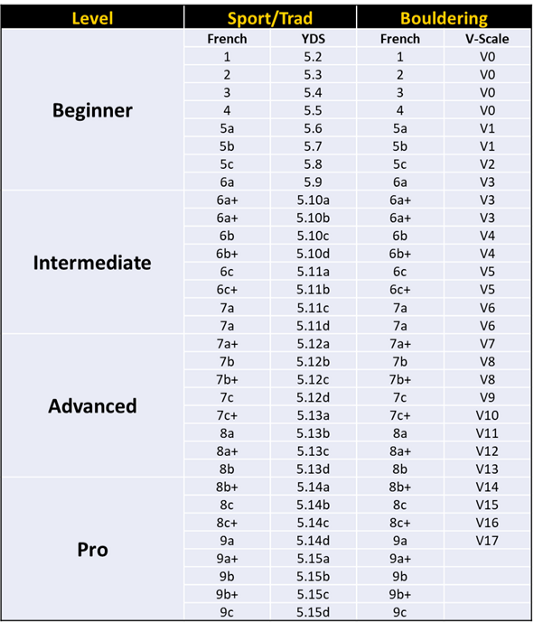 Level Sport/Trad Bouldering
French YDS French V-Scale
Beginner
1 5.2 1 V0
2 5.3 2 V0
3 5.4 3 V0
4 5.5 4 V0
5a 5.6 5a V1
5b 5.7 5b V1
5c 5.8 5c V2
6a 5.9 6a V3
Intermediate
6a+ 5.10a 6a+ V3
6a+ 5.10b 6a+ V3
6b 5.10c 6b V4
6b+ 5.10d 6b+ V4
6c 5.11a 6c V5
6c+ 5.11b 6c+ V5
7a 5.11c 7a V6
7a 5.11d 7a V6
Advanced
7a+ 5.12a 7a+ V7
7b 5.12b 7b V8
7b+ 5.12c 7b+ V8
7c 5.12d 7c V9
7c+ 5.13a 7c+ V10
8a 5.13b 8a V11
8a+ 5.13c 8a+ V12
8b 5.13d 8b V13
Pro
8b+ 5.14a 8b+ V14
8c 5.14b 8c V15
8c+ 5.14c 8c+ V16
9a 5.14d 9a V17
9a+ 5.15a 9a+
9b 5.15b 9b
9b+ 5.15c 9b+
9c 5.15d 9c